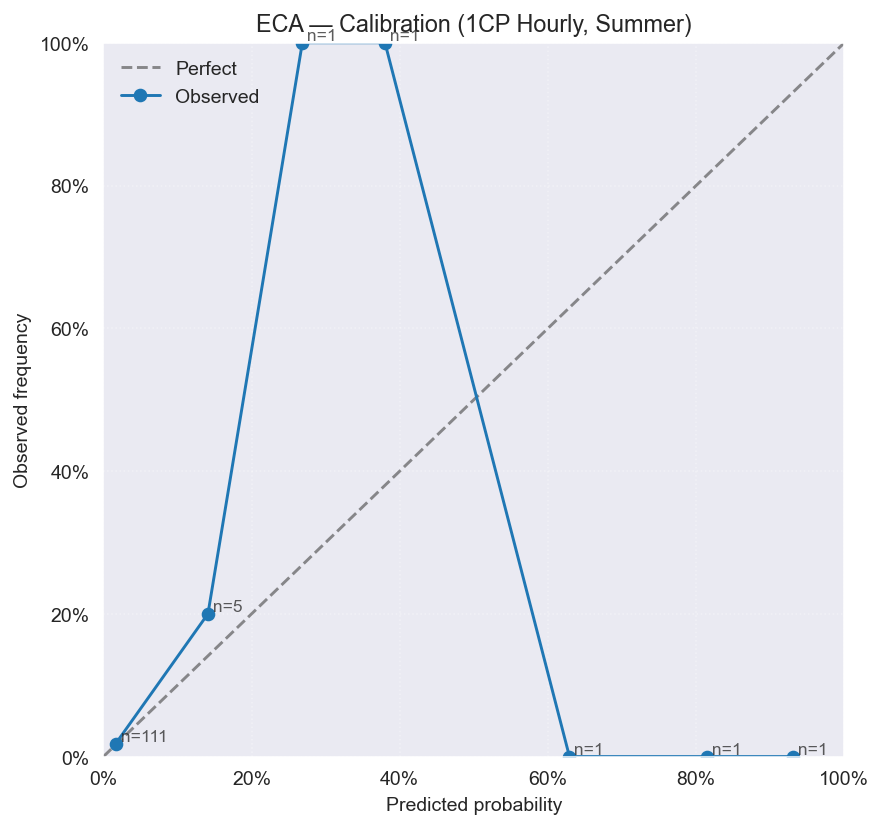 ECA — Calibration (1CP Hourly, Summer)
100%
n=1
n=1
Perfect
Observed
80%
60%
Observed frequency
40%
20%
n=5
n=111
n=1
n=1
n=1
0%
0%
20%
40%
60%
80%
100%
Predicted probability